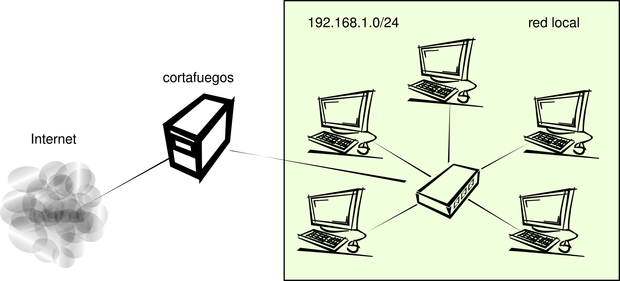 192.168.1.0/24
red local
cortafuegos
Internet